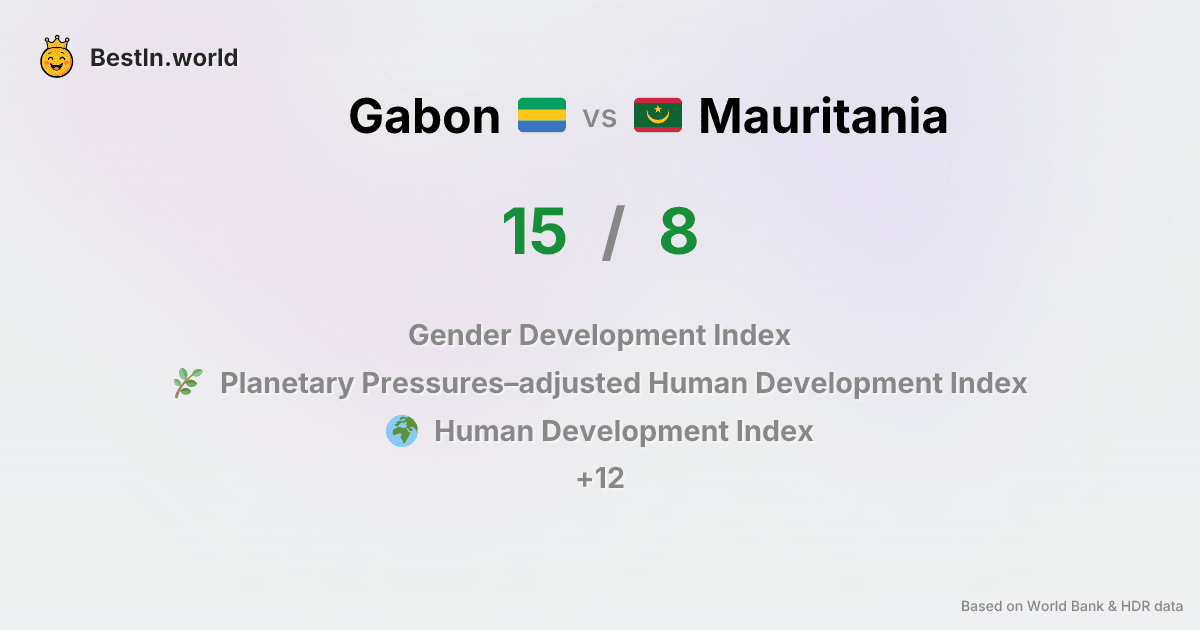 BestIn.world
Gabon vs Mauritania
15 / 8
Gender Development Index
Planetary Pressures–adjusted Human Development Index
Human Development Index
+12
Based on World Bank & HDR data